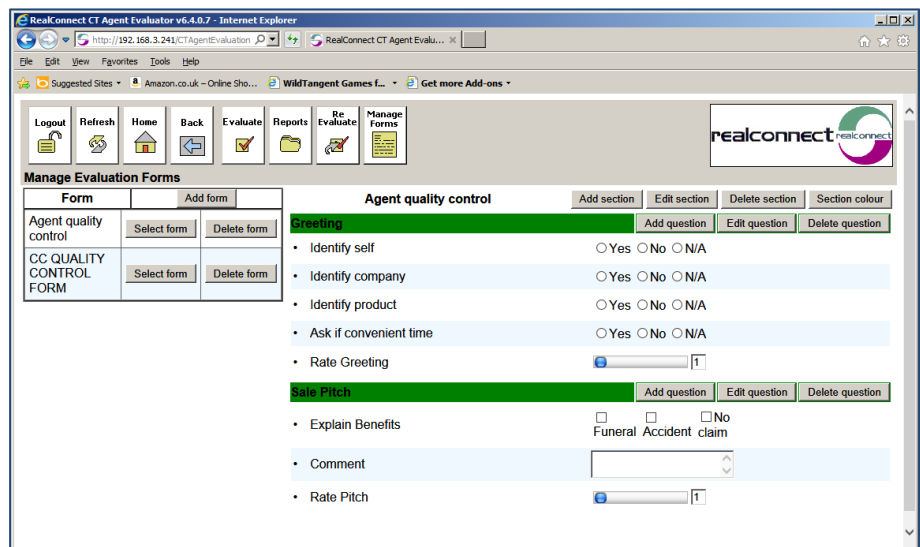 RealConnect CT Agent Evaluator v6.4.0.7 - Internet Explorer
http://192.168.3.241/CTAgentEvaluation
RealConnect CT Agent Evalu...
File Edit View Favorites Tools Help
Suggested Sites Amazon.co.uk – Online Sho... WildTangent Games f... Get more Add-ons
Logout Refresh Home Back Evaluate Reports Re Evaluate Manage Forms
realconnect realconnect
Manage Evaluation Forms
Form Add form
Agent quality control Select form Delete form
CC QUALITY CONTROL FORM Select form Delete form
Agent quality control Add section Edit section Delete section Section colour
Greeting Add question Edit question Delete question
• Identify self Yes No N/A
• Identify company Yes No N/A
• Identify product Yes No N/A
• Ask if convenient time Yes No N/A
• Rate Greeting 1
Sale Pitch Add question Edit question Delete question
• Explain Benefits Funeral Accident No claim
• Comment
• Rate Pitch 1